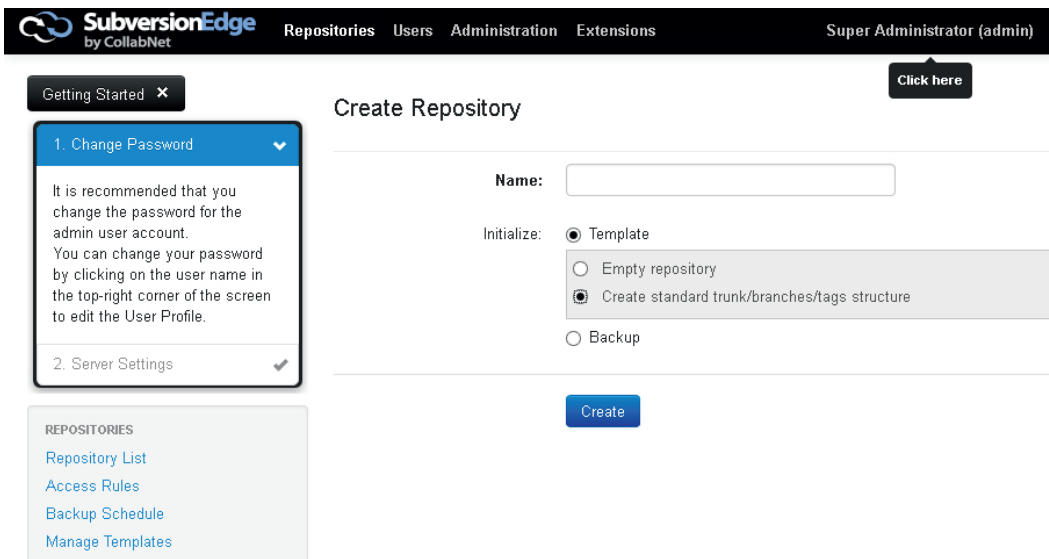 SubversionEdge
by CollabNet
Repositories Users Administration Extensions Super Administrator (admin)
Click here
Getting Started ×
1. Change Password
It is recommended that you
change the password for the
admin user account.
You can change your password
by clicking on the user name in
the top-right corner of the screen
to edit the User Profile.
2. Server Settings
REPOSITORIES
Repository List
Access Rules
Backup Schedule
Manage Templates
Create Repository
Name:
Initialize: Template
Empty repository
Create standard trunk/branches/tags structure
Backup
Create